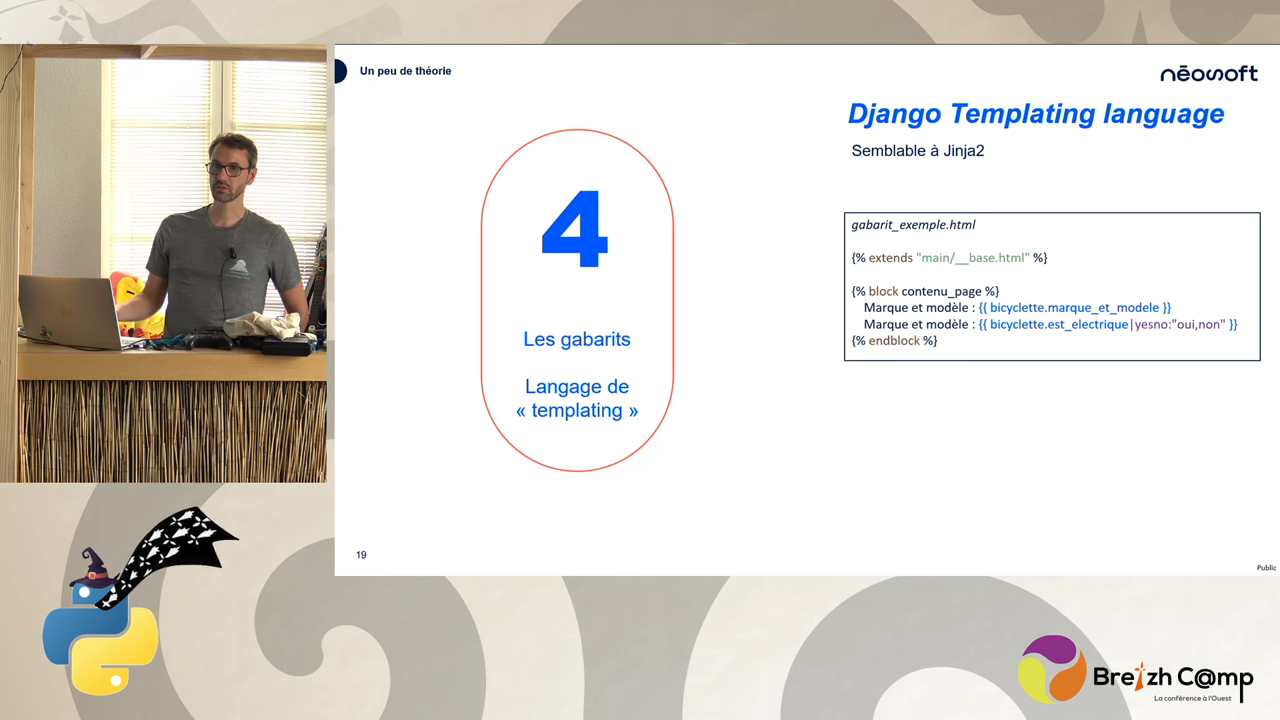 Un peu de théorie
nēosoft
Django Templating language
Semblable à Jinja2
4
Les gabarits
Langage de
« templating »
gabarit_exemple.html
{% extends "main/__base.html" %}
{% block contenu_page %}
Marque et modèle : {{ bicyclette.marque_et_modele }}
Marque et modèle : {{ bicyclette.est_electrique|yesno:"oui,non" }}
{% endblock %}
19
Public
Breizh C@mp
La conférence à l'Ouest